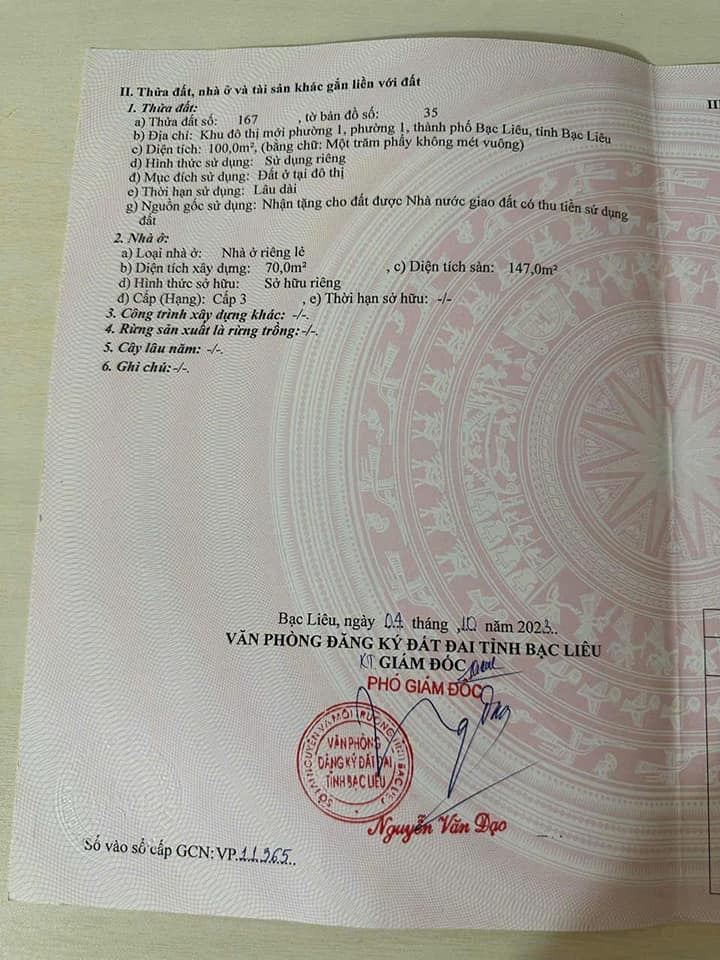 II. Thửa đất, nhà ở và tài sản khác gắn liền với đất
1. Thửa đất:
a) Thửa đất số: 167 , tờ bản đồ số: 35
b) Địa chỉ: Khu đô thị mới phường 1, phường 1, thành phố Bạc Liêu, tỉnh Bạc Liêu
c) Diện tích: 100,0m², (bằng chữ: Một trăm phẩy không mét vuông)
d) Hình thức sử dụng: Sử dụng riêng
đ) Mục đích sử dụng: Đất ở tại đô thị
e) Thời hạn sử dụng: Lâu dài
g) Nguồn gốc sử dụng: Nhận tặng cho đất được Nhà nước giao đất có thu tiền sử dụng
đất
2. Nhà ở:
a) Loại nhà ở: Nhà ở riêng lẻ
b) Diện tích xây dựng: 70,0m² , c) Diện tích sàn: 147,0m²
d) Hình thức sở hữu: Sở hữu riêng
đ) Cấp (Hạng): Cấp 3 , e) Thời hạn sở hữu: -/-
3. Công trình xây dựng khác: -/-.
4. Rừng sản xuất là rừng trồng:-/-.
5. Cây lâu năm: -/-.
6. Ghi chú:-/-.
Bạc Liêu, ngày 04 tháng 10 năm 2023..
VĂN PHÒNG ĐĂNG KÝ ĐẤT ĐAI TỈNH BẠC LIÊU
KT. GIÁM ĐỐC
PHÓ GIÁM ĐỐC
SỞ TÀI NGUYÊN VÀ MÔI TRƯỜNG TỈNH BẠC LIÊU
VĂN PHÒNG
ĐĂNG KÝ ĐẤT ĐAI
TỈNH BẠC LIÊU
Nguyễn Văn Dạo
Số vào sổ cấp GCN: VP.11965..